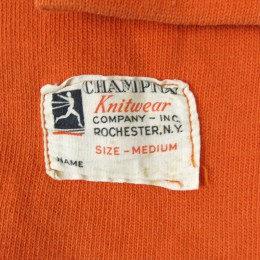 CHAMPION
Knitwear
COMPANY - INC.
ROCHESTER, N.Y.
SIZE - MEDIUM
NAME